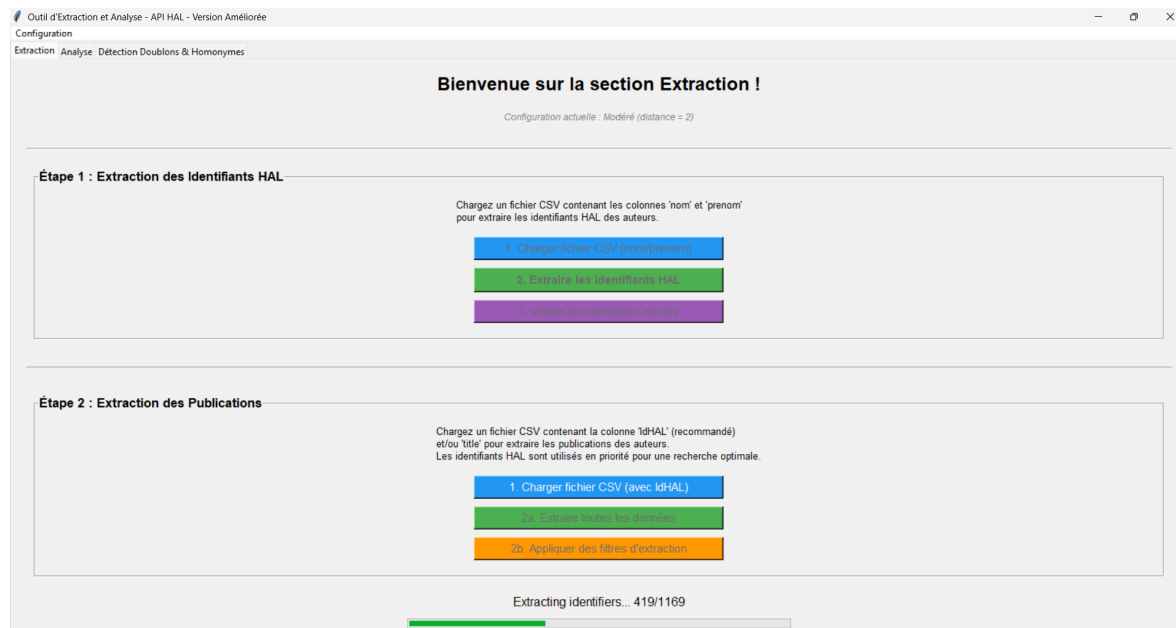 Outil d'Extraction et Analyse - API HAL - Version Améliorée
Configuration
Extraction Analyse Détection Doublons & Homonymes
Bienvenue sur la section Extraction !
Configuration actuelle : Modéré (distance = 2)
Étape 1 : Extraction des Identifiants HAL
Chargez un fichier CSV contenant les colonnes 'nom' et 'prenom'
pour extraire les identifiants HAL des auteurs.
1. Charger fichier CSV (nom/prenom)
2. Extraire les identifiants HAL
3. Vérifier les identifiants extraits
Étape 2 : Extraction des Publications
Chargez un fichier CSV contenant la colonne 'IdHAL' (recommandé)
et/ou 'title' pour extraire les publications des auteurs.
Les identifiants HAL sont utilisés en priorité pour une recherche optimale.
1. Charger fichier CSV (avec IdHAL)
2a. Extraire toutes les données
2b. Appliquer des filtres d'extraction
Extracting identifiers... 419/1169